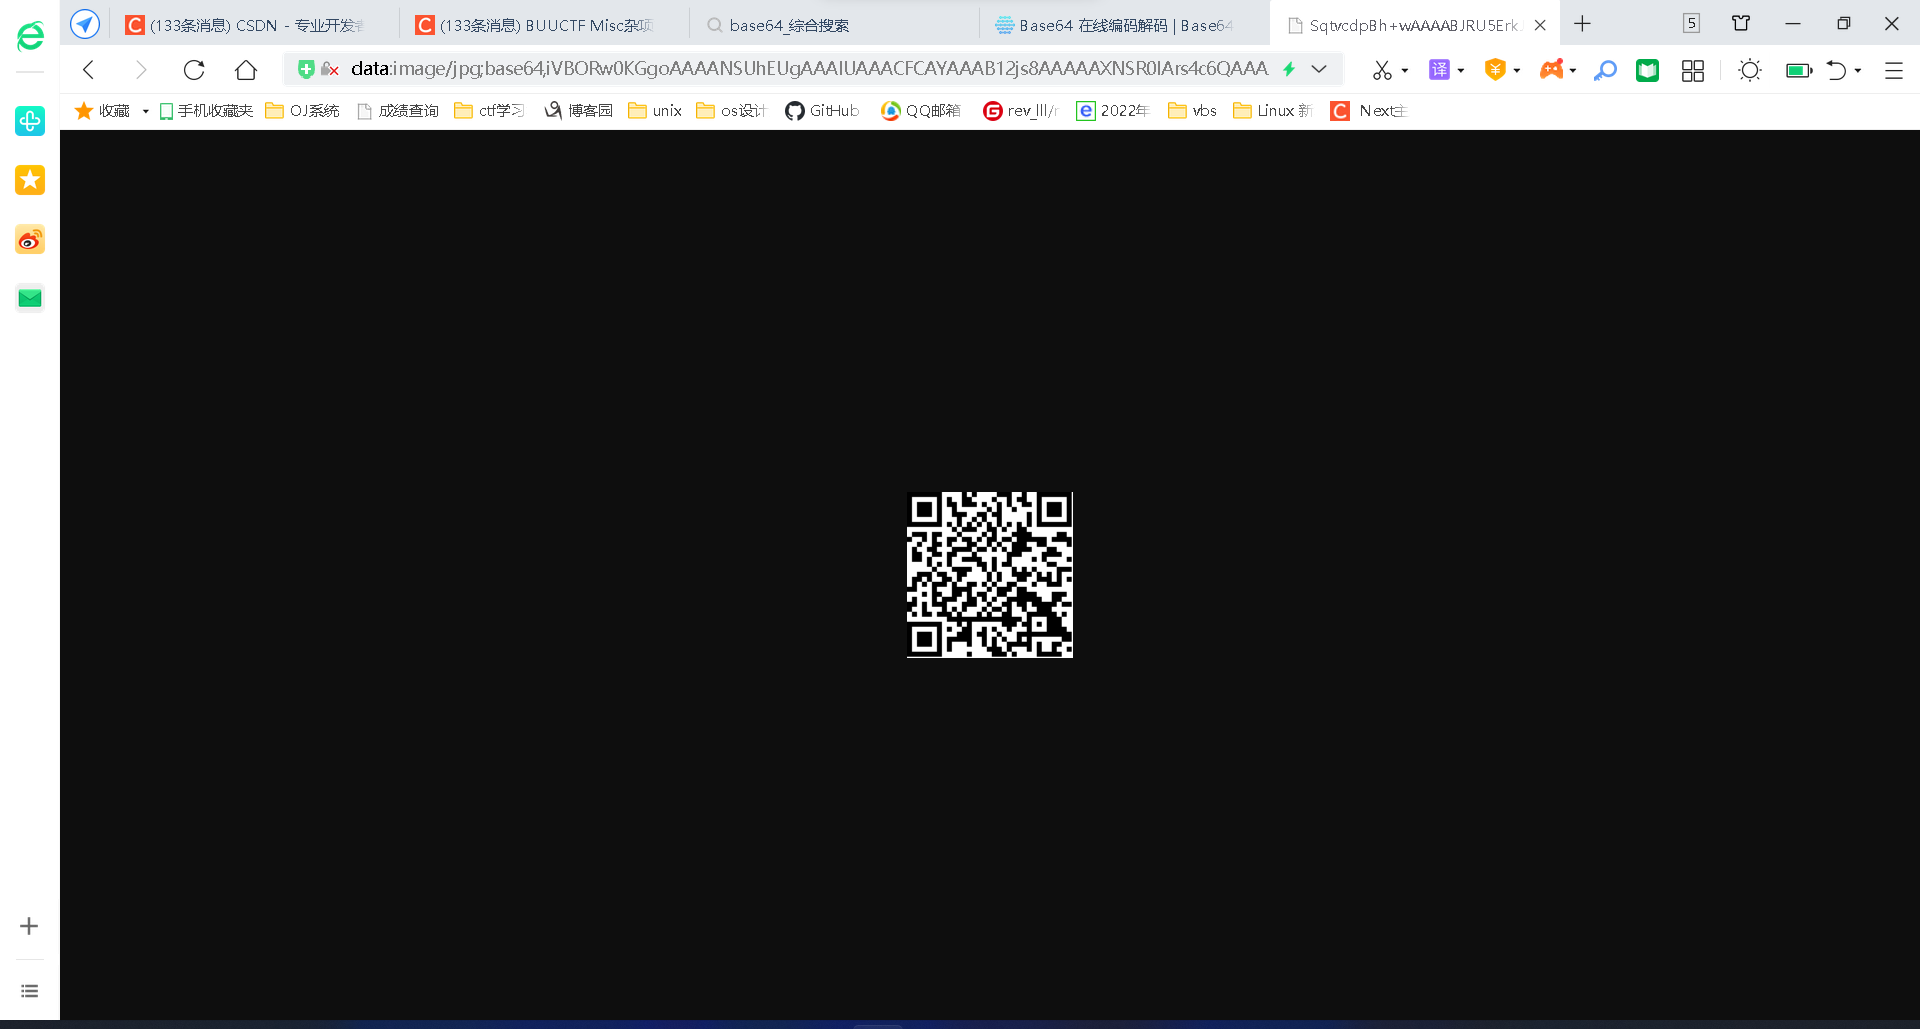 (133条消息) CSDN - 专业开发者
(133条消息) BUUCTF Misc杂项
base64_综合搜索
Base64 在线编码解码 | Base64
SqtvcdpBh+wAAAABJRU5Erk
5
data:image/jpg;base64,iVBORw0KGgoAAAANSUhEUgAAAIUAAACFCAYAAAB12js8AAAAAXNSR0IArs4c6QAAA
译
收藏
手机收藏夹
OJ系统
成绩查询
ctf学习
博客园
unix
os设计
GitHub
QQ邮箱
rev_lll/r
2022年
vbs
Linux 新
Next主